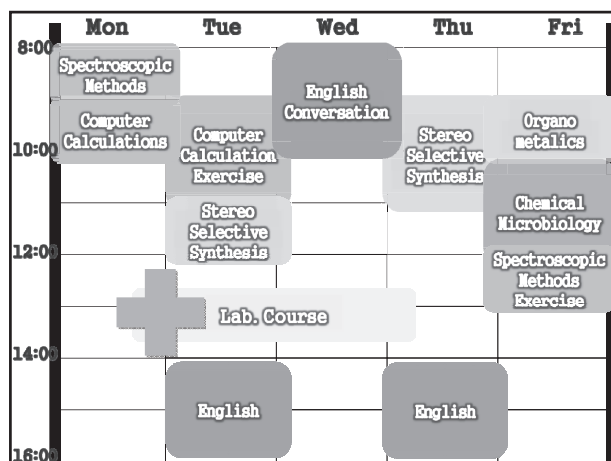 Mon Tue Wed Thu Fri
8:00
Spectroscopic
Methods
English
Conversation
Computer
Calculations
Computer
Calculation
Exercise
Stereo
Selective
Synthesis
Organo
metalics
10:00
Chemical
Microbiology
Stereo
Selective
Synthesis
12:00
Spectroscopic
Methods
Exercise
Lab. Course
14:00
English
English
16:00